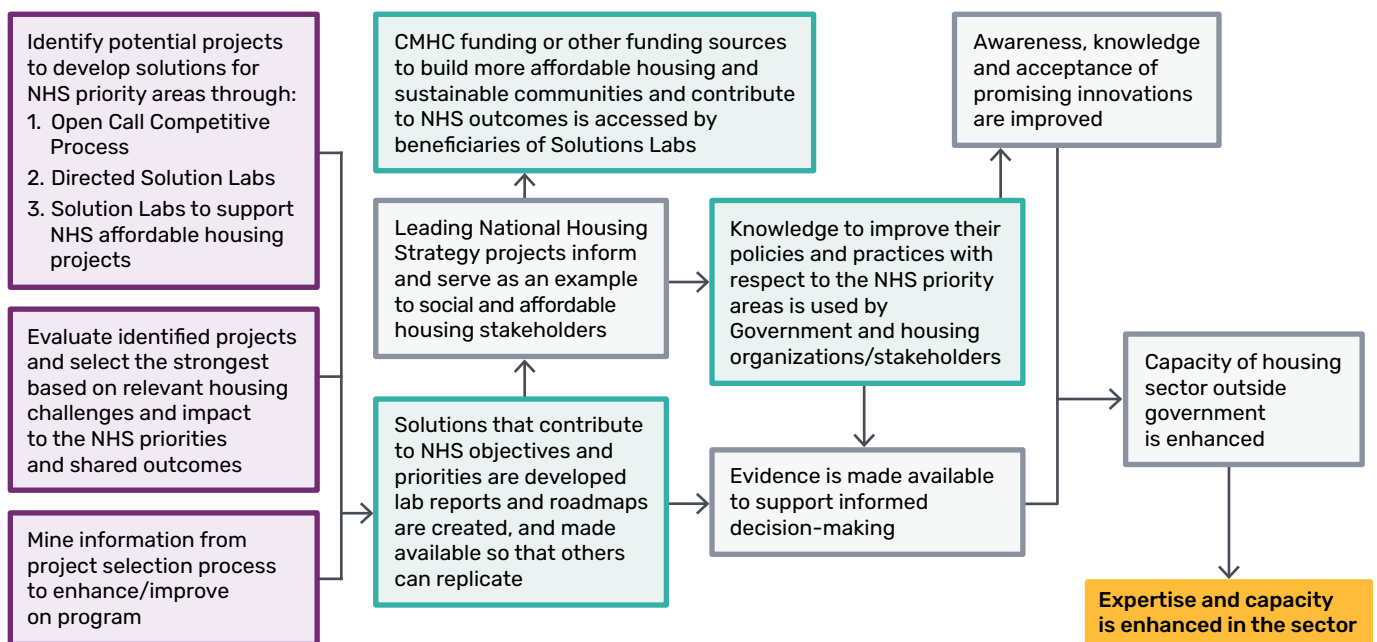 Identify potential projects
to develop solutions for
NHS priority areas through:
1. Open Call Competitive
Process
2. Directed Solution Labs
3. Solution Labs to support
NHS affordable housing
projects
Evaluate identified projects
and select the strongest
based on relevant housing
challenges and impact
to the NHS priorities
and shared outcomes
Mine information from
project selection process
to enhance/improve
on program
CMHC funding or other funding sources
to build more affordable housing and
sustainable communities and contribute
to NHS outcomes is accessed by
beneficiaries of Solutions Labs
Leading National Housing
Strategy projects inform
and serve as an example
to social and affordable
housing stakeholders
Solutions that contribute
to NHS objectives and
priorities are developed
lab reports and roadmaps
are created, and made
available so that others
can replicate
Awareness, knowledge
and acceptance of
promising innovations
are improved
Knowledge to improve their
policies and practices with
respect to the NHS priority
areas is used by
Government and housing
organizations/stakeholders
Evidence is made available
to support informed
decision-making
Capacity of housing
sector outside
government
is enhanced
Expertise and capacity
is enhanced in the sector